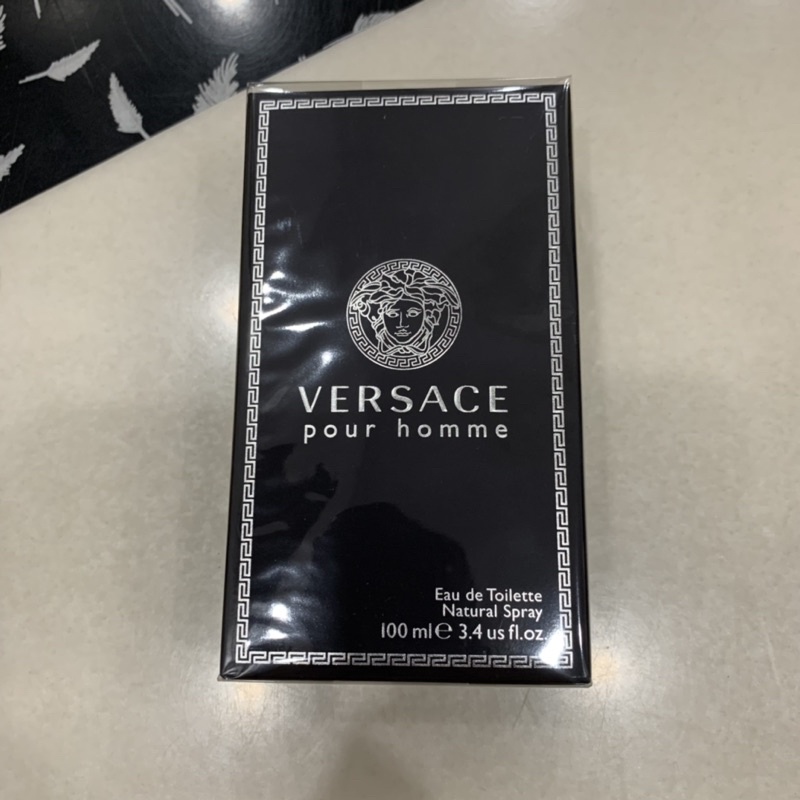 VERSACE
pour homme
Eau de Toilette
Natural Spray
100 ml ℮ 3.4 us fl.oz.